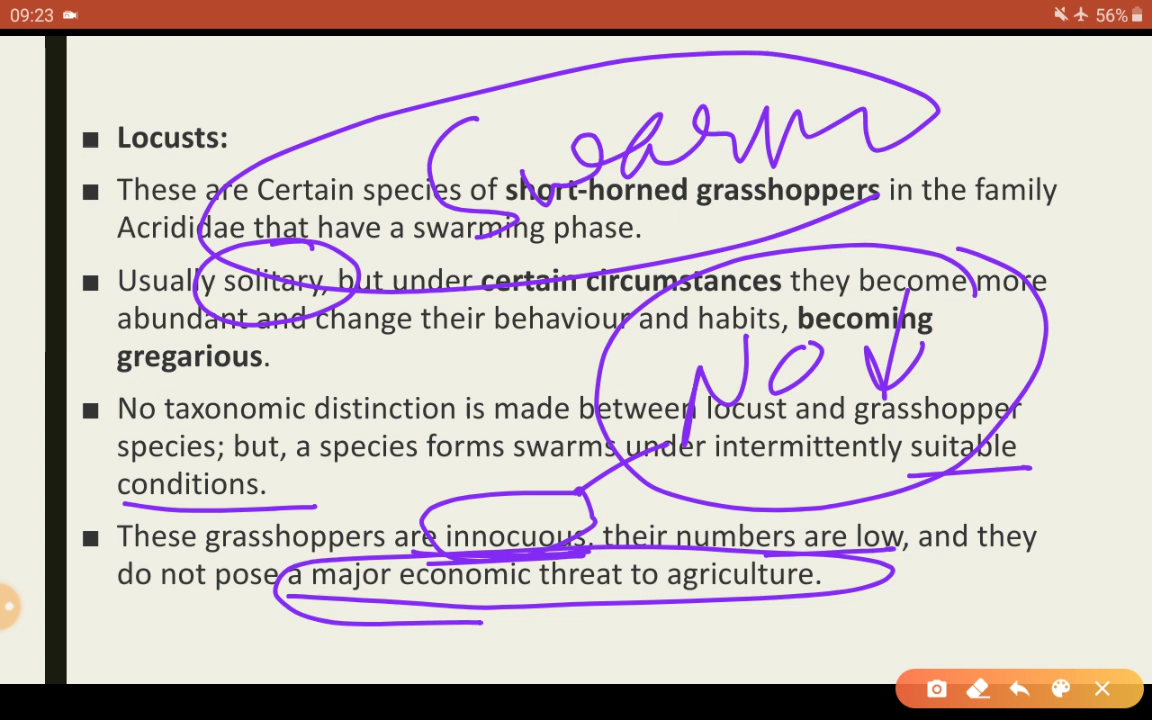 09:23
56%
Locusts:
Swarm
These are Certain species of short-horned grasshoppers in the family
Acrididae that have a swarming phase.
Usually solitary, but under certain circumstances they become more
abundant and change their behaviour and habits, becoming
gregarious.
NO ↓
No taxonomic distinction is made between locust and grasshopper
species; but, a species forms swarms under intermittently suitable
conditions.
These grasshoppers are innocuous, their numbers are low, and they
do not pose a major economic threat to agriculture.